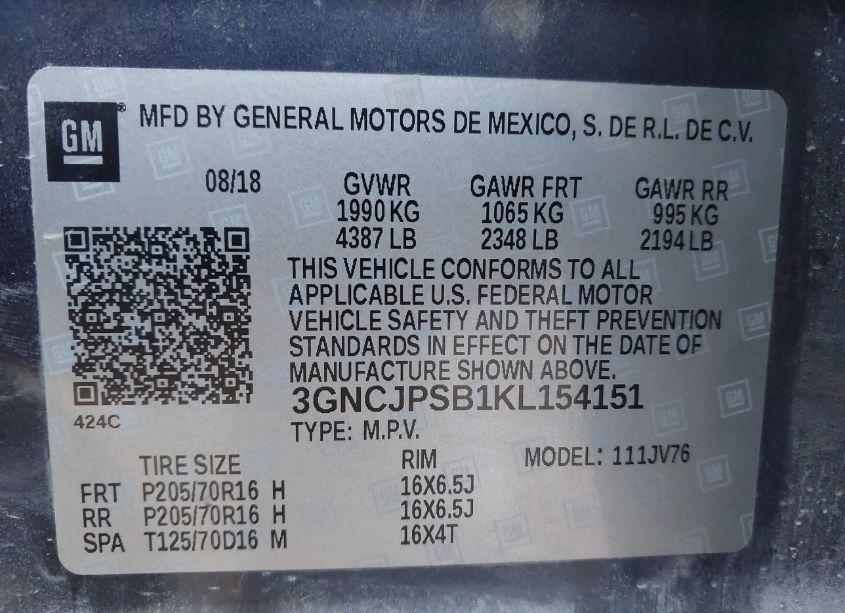 GM® MFD BY GENERAL MOTORS DE MEXICO, S. DE R.L. DE C.V.
08/18 GVWR GAWR FRT GAWR RR
1990 KG 1065 KG 995 KG
4387 LB 2348 LB 2194 LB
THIS VEHICLE CONFORMS TO ALL
APPLICABLE U.S. FEDERAL MOTOR
VEHICLE SAFETY AND THEFT PREVENTION
STANDARDS IN EFFECT ON THE DATE OF
MANUFACTURE SHOWN ABOVE.
3GNCJPSB1KL154151
424C
TYPE: M.P.V.
TIRE SIZE RIM MODEL: 111JV76
FRT P205/70R16 H 16X6.5J
RR P205/70R16 H 16X6.5J
SPA T125/70D16 M 16X4T